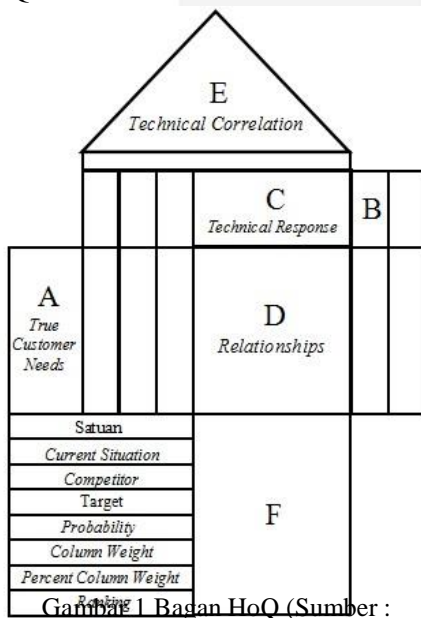 Q
E
Technical Correlation
C
Technical Response
B
A
True
Customer
Needs
D
Relationships
Satuan
Current Situation
Competitor
Target
Probability
Column Weight
Percent Column Weight
Ranking
F
Gambar 1 Bagan HoQ (Sumber :